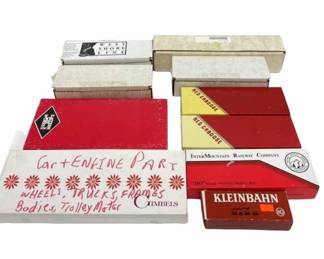 WEST
SHORE
LINE
RED CABOOSE
RED CABOOSE
Car + ENGINE PART
WHEELS, TRUCKS, FRAMES
Bodies, Trolley Motor
GIMBELS
INTERMOUNTAIN RAILWAY COMPANY
KLEINBAHN